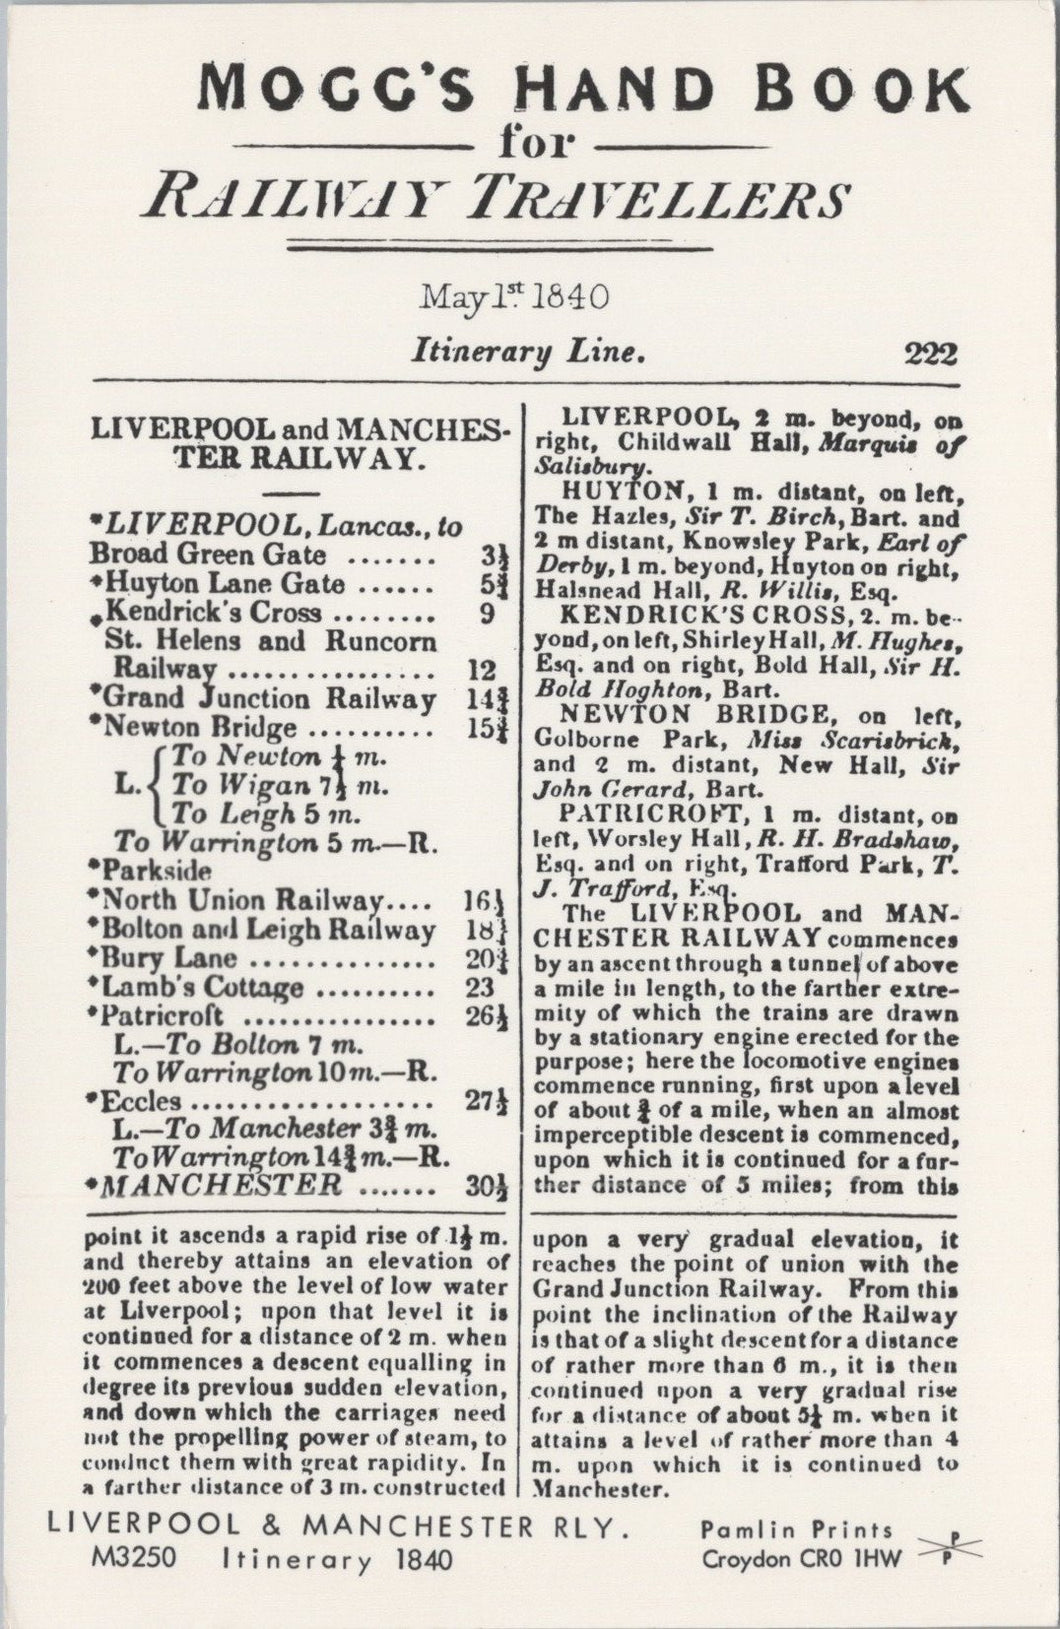 MOGG'S HAND BOOK
for
RAILWAY TRAVELLERS
May 1st 1840
Itinerary Line. 222
LIVERPOOL and MANCHES-
TER RAILWAY.
*LIVERPOOL, Lancas., to
Broad Green Gate ....... 3½
*Huyton Lane Gate ...... 5¾
*Kendrick's Cross ........ 9
St. Helens and Runcorn
Railway ................ 12
*Grand Junction Railway 14¾
*Newton Bridge .......... 15¾
To Newton ½ m.
L. { To Wigan 7½ m.
To Leigh 5 m.
To Warrington 5 m.—R.
*Parkside
*North Union Railway.... 16½
*Bolton and Leigh Railway 18½
*Bury Lane ............... 20¾
*Lamb's Cottage .......... 23
*Patricroft ................ 26½
L.—To Bolton 7 m.
To Warrington 10 m.—R.
*Eccles ................... 27½
L.—To Manchester 3¾ m.
To Warrington 14¾ m.—R.
*MANCHESTER ....... 30½
LIVERPOOL, 2 m. beyond, on
right, Childwall Hall, Marquis of
Salisbury.
HUYTON, 1 m. distant, on left,
The Hazles, Sir T. Birch, Bart. and
2 m distant, Knowsley Park, Earl of
Derby, 1 m. beyond, Huyton on right,
Halsnead Hall, R. Willis, Esq.
KENDRICK'S CROSS, 2. m. be-
yond, on left, Shirley Hall, M. Hughes,
Esq. and on right, Bold Hall, Sir H.
Bold Hoghton, Bart.
NEWTON BRIDGE, on left,
Golborne Park, Miss Scarisbrick,
and 2 m. distant, New Hall, Sir
John Gerard, Bart.
PATRICROFT, 1 m. distant, on
left, Worsley Hall, R. H. Bradshaw,
Esq. and on right, Trafford Park, T.
J. Trafford, Esq.
The LIVERPOOL and MAN-
CHESTER RAILWAY commences
by an ascent through a tunnel of above
a mile in length, to the farther extre-
mity of which the trains are drawn
by a stationary engine erected for the
purpose; here the locomotive engines
commence running, first upon a level
of about ¾ of a mile, when an almost
imperceptible descent is commenced,
upon which it is continued for a fur-
ther distance of 5 miles; from this
point it ascends a rapid rise of 1½ m.
and thereby attains an elevation of
200 feet above the level of low water
at Liverpool; upon that level it is
continued for a distance of 2 m. when
it commences a descent equalling in
degree its previous sudden elevation,
and down which the carriages need
not the propelling power of steam, to
conduct them with great rapidity. In
a farther distance of 3 m. constructed
upon a very gradual elevation, it
reaches the point of union with the
Grand Junction Railway. From this
point the inclination of the Railway
is that of a slight descent for a distance
of rather more than 6 m., it is then
continued upon a very gradual rise
for a distance of about 5½ m. when it
attains a level of rather more than 4
m. upon which it is continued to
Manchester.
LIVERPOOL & MANCHESTER RLY.
M3250 Itinerary 1840
Pamlin Prints
Croydon CR0 1HW
P
P